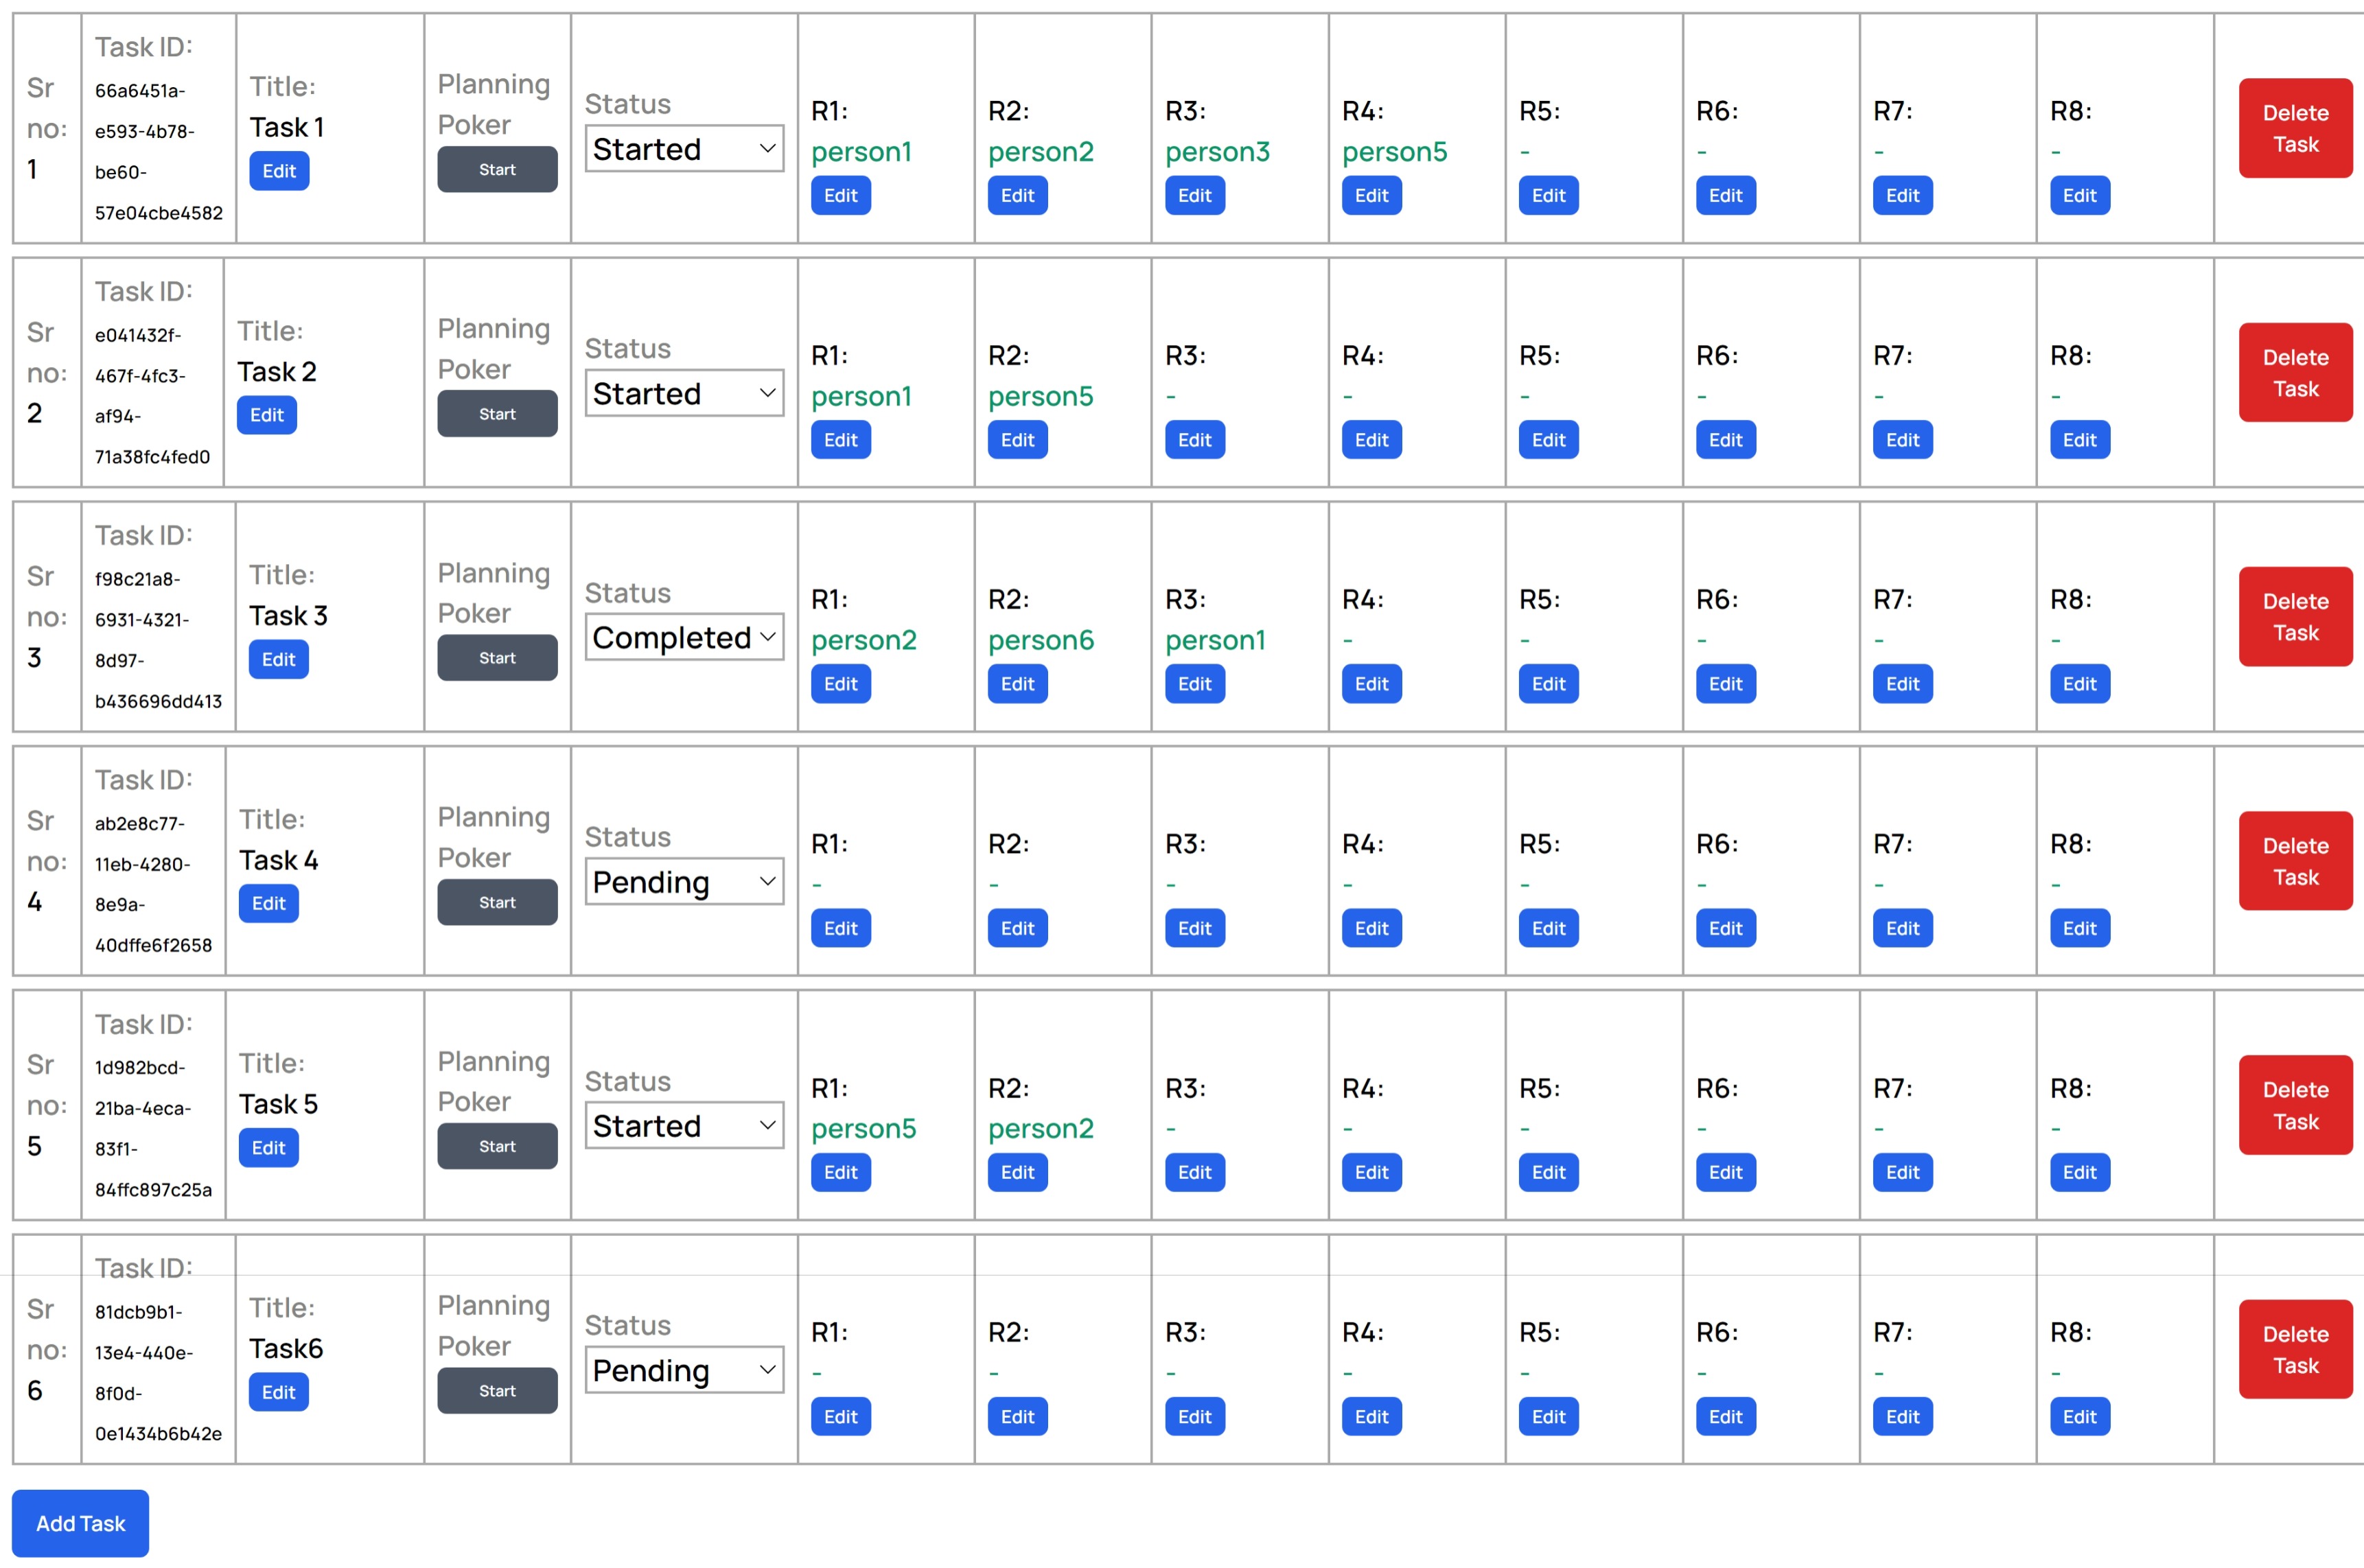 Sr
no:
1
Task ID:
66a6451a-
e593-4b78-
be60-
57e04cbe4582
Title:
Task 1
Edit
Planning
Poker
Start
Status
Started
R1:
person1
Edit
R2:
person2
Edit
R3:
person3
Edit
R4:
person5
Edit
R5:
-
Edit
R6:
-
Edit
R7:
-
Edit
R8:
-
Edit
Delete
Task
Sr
no:
2
Task ID:
e041432f-
467f-4fc3-
af94-
71a38fc4fed0
Title:
Task 2
Edit
Planning
Poker
Start
Status
Started
R1:
person1
Edit
R2:
person5
Edit
R3:
-
Edit
R4:
-
Edit
R5:
-
Edit
R6:
-
Edit
R7:
-
Edit
R8:
-
Edit
Delete
Task
Sr
no:
3
Task ID:
f98c21a8-
6931-4321-
8d97-
b436696dd413
Title:
Task 3
Edit
Planning
Poker
Start
Status
Completed
R1:
person2
Edit
R2:
person6
Edit
R3:
person1
Edit
R4:
-
Edit
R5:
-
Edit
R6:
-
Edit
R7:
-
Edit
R8:
-
Edit
Delete
Task
Sr
no:
4
Task ID:
ab2e8c77-
11eb-4280-
8e9a-
40dffe6f2658
Title:
Task 4
Edit
Planning
Poker
Start
Status
Pending
R1:
-
Edit
R2:
-
Edit
R3:
-
Edit
R4:
-
Edit
R5:
-
Edit
R6:
-
Edit
R7:
-
Edit
R8:
-
Edit
Delete
Task
Sr
no:
5
Task ID:
1d982bcd-
21ba-4eca-
83f1-
84ffc897c25a
Title:
Task 5
Edit
Planning
Poker
Start
Status
Started
R1:
person5
Edit
R2:
person2
Edit
R3:
-
Edit
R4:
-
Edit
R5:
-
Edit
R6:
-
Edit
R7:
-
Edit
R8:
-
Edit
Delete
Task
Sr
no:
6
Task ID:
81dcb9b1-
13e4-440e-
8f0d-
0e1434b6b42e
Title:
Task6
Edit
Planning
Poker
Start
Status
Pending
R1:
-
Edit
R2:
-
Edit
R3:
-
Edit
R4:
-
Edit
R5:
-
Edit
R6:
-
Edit
R7:
-
Edit
R8:
-
Edit
Delete
Task
Add Task